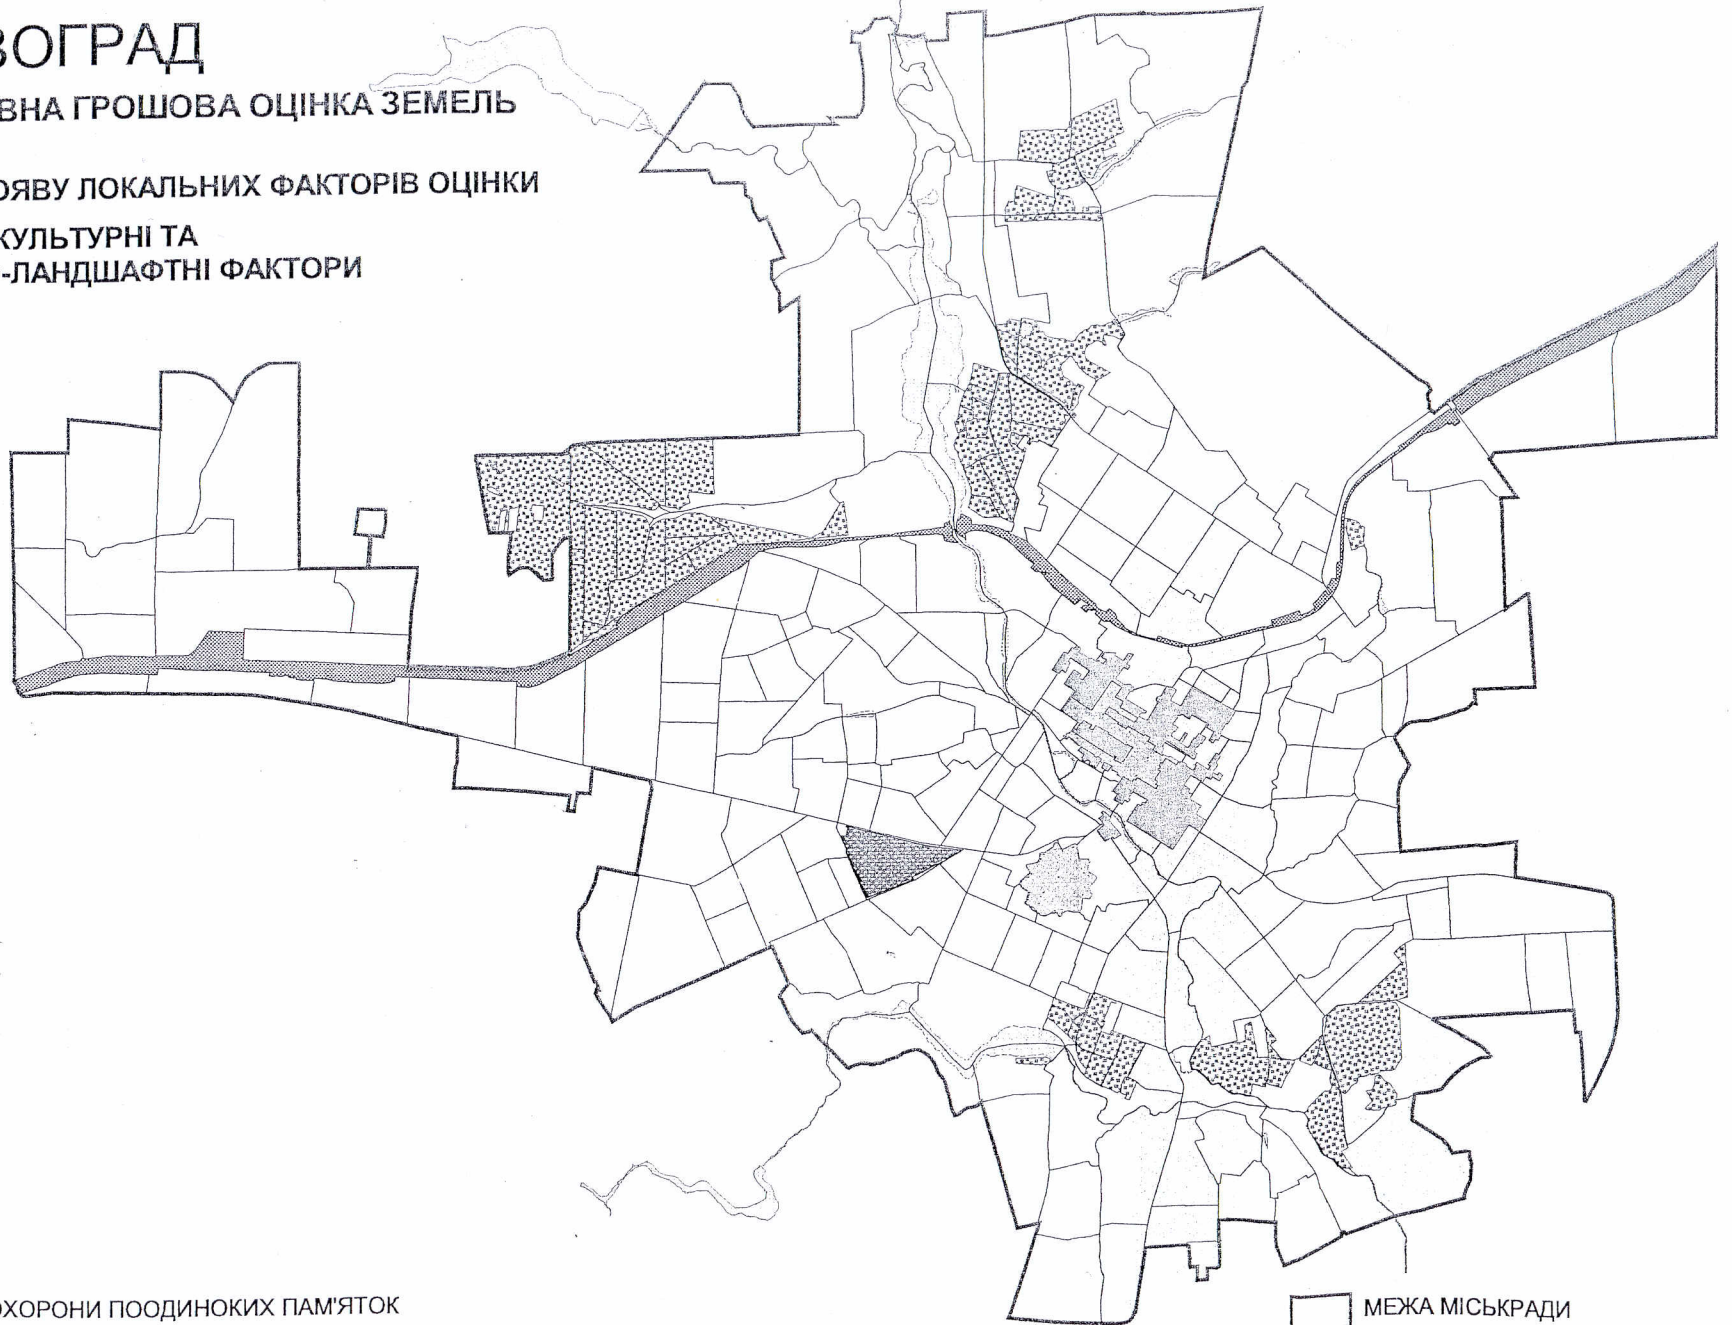 ВОГРАД
ВНА ГРОШОВА ОЦІНКА ЗЕМЕЛЬ
ОЯВУ ЛОКАЛЬНИХ ФАКТОРІВ ОЦІНКИ
КУЛЬТУРНІ ТА
-ЛАНДШАФТНІ ФАКТОРИ
ОХОРОНИ ПООДИНОКИХ ПАМ'ЯТОК
МЕЖА МІСЬКРАДИ